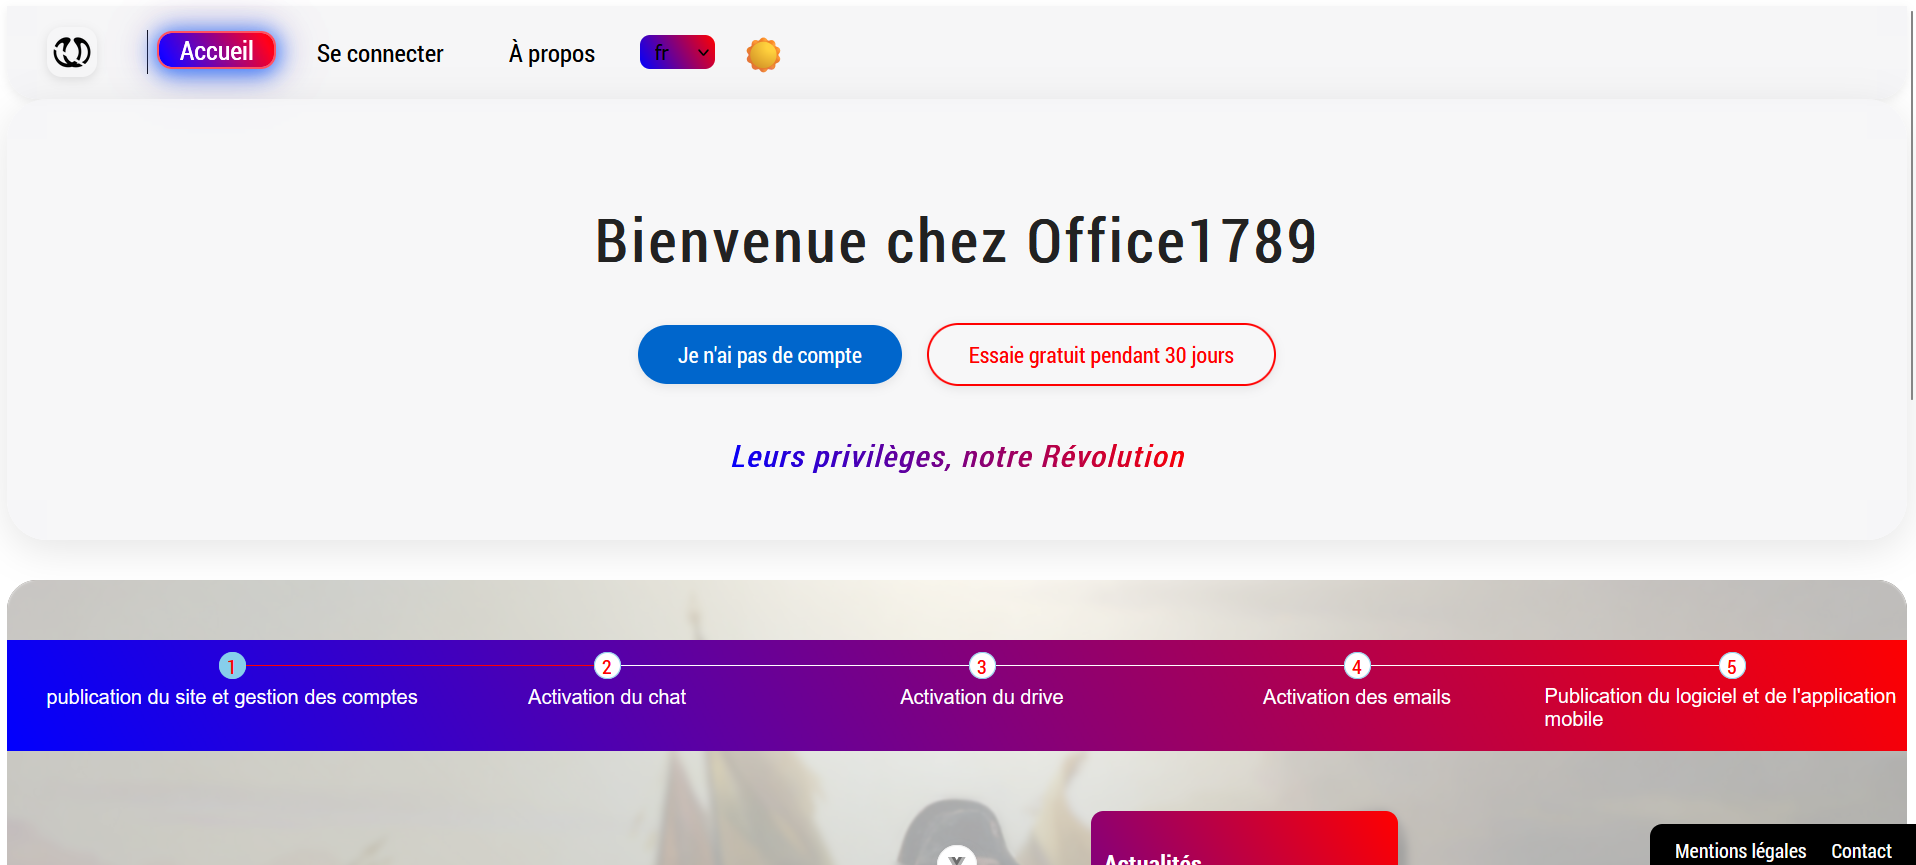 Accueil
Se connecter
À propos
fr
Bienvenue chez Office1789
Je n'ai pas de compte
Essaie gratuit pendant 30 jours
Leurs privilèges, notre Révolution
1
publication du site et gestion des comptes
2
Activation du chat
3
Activation du drive
4
Activation des emails
5
Publication du logiciel et de l'application
mobile
Actualités
Mentions légales
Contact